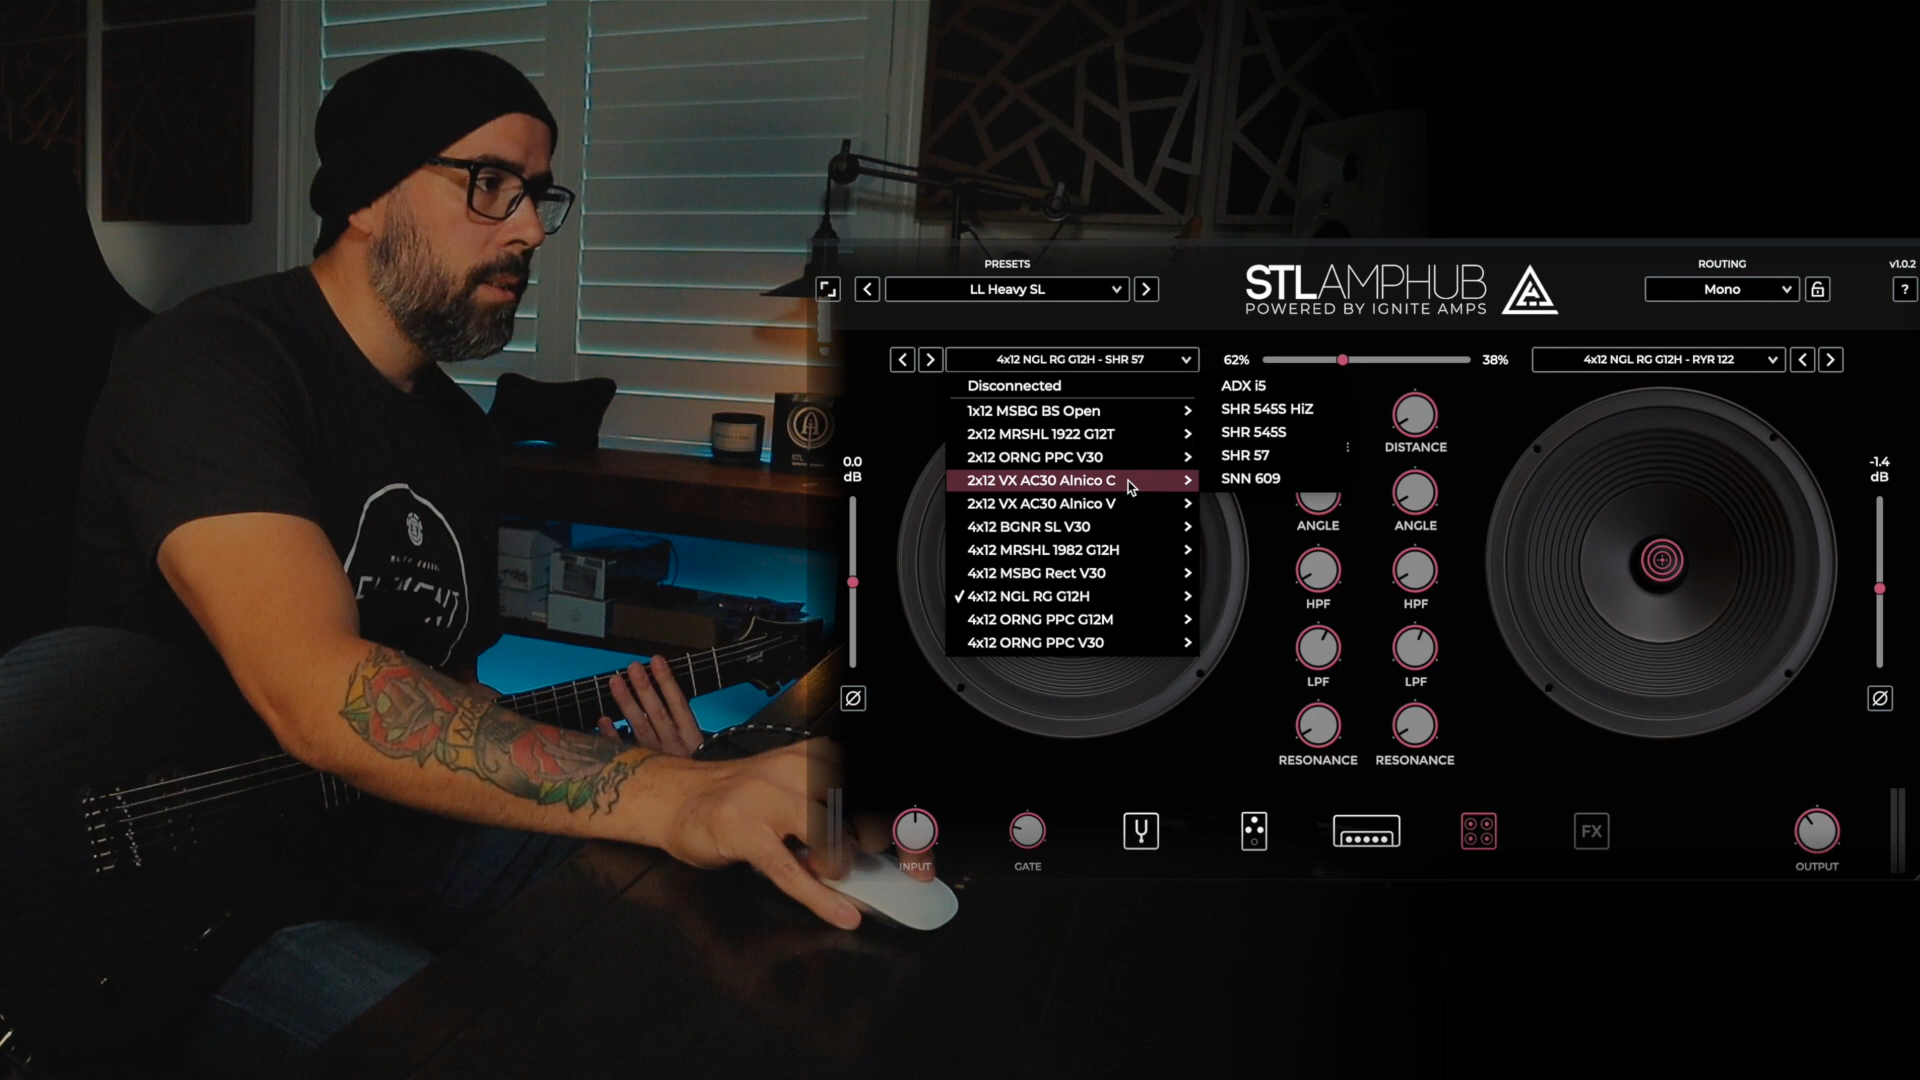 PRESETS
LL Heavy SL
STL AMPHUB
POWERED BY IGNITE AMPS
ROUTING
Mono
v1.0.2
?
4x12 NGL RG G12H - SHR 57
62%
38%
4x12 NGL RG G12H - RYR 122
Disconnected
1x12 MSBG BS Open
2x12 MRSHL 1922 G12T
2x12 ORNG PPC V30
2x12 VX AC30 Alnico C
2x12 VX AC30 Alnico V
4x12 BGNR SL V30
4x12 MRSHL 1982 G12H
4x12 MSBG Rect V30
4x12 NGL RG G12H
4x12 ORNG PPC G12M
4x12 ORNG PPC V30
ADX i5
SHR 545S HiZ
SHR 545S
SHR 57
SNN 609
DISTANCE
ANGLE
ANGLE
HPF
HPF
LPF
LPF
RESONANCE
RESONANCE
0.0
dB
-1.4
dB
INPUT
GATE
FX
OUTPUT
STL